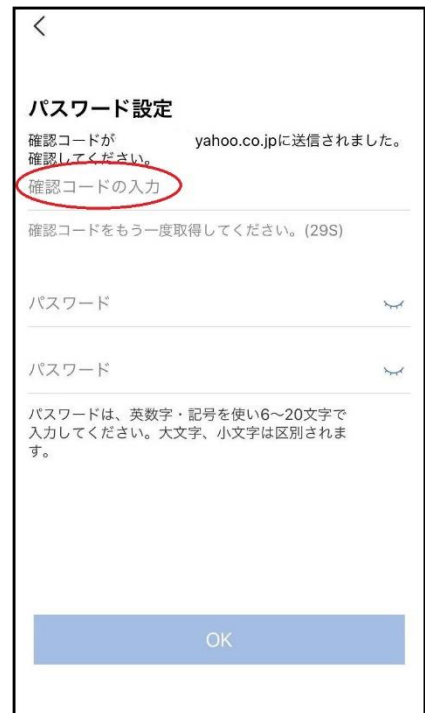 パスワード設定
確認コードが yahoo.co.jpに送信されました。
確認してください。
確認コードの入力
確認コードをもう一度取得してください。(29S)
パスワード
パスワード
パスワードは、英数字・記号を使い6〜20文字で
入力してください。大文字、小文字は区別されま
す。
OK